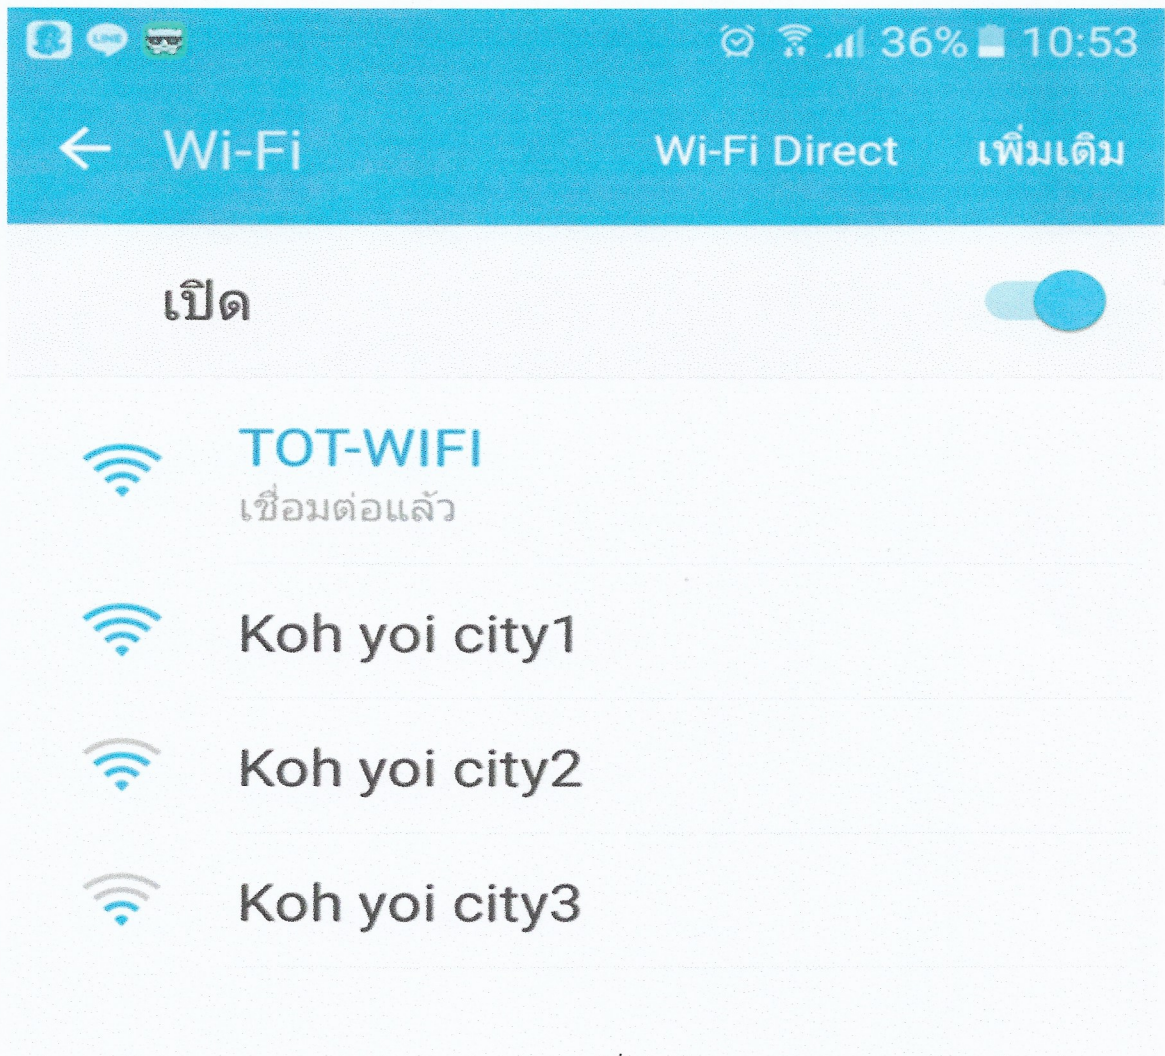 LINE
36% 10:53
Wi-Fi Wi-Fi Direct เพิ่มเติม
เปิด
TOT-WIFI
เชื่อมต่อแล้ว
Koh yoi city1
Koh yoi city2
Koh yoi city3